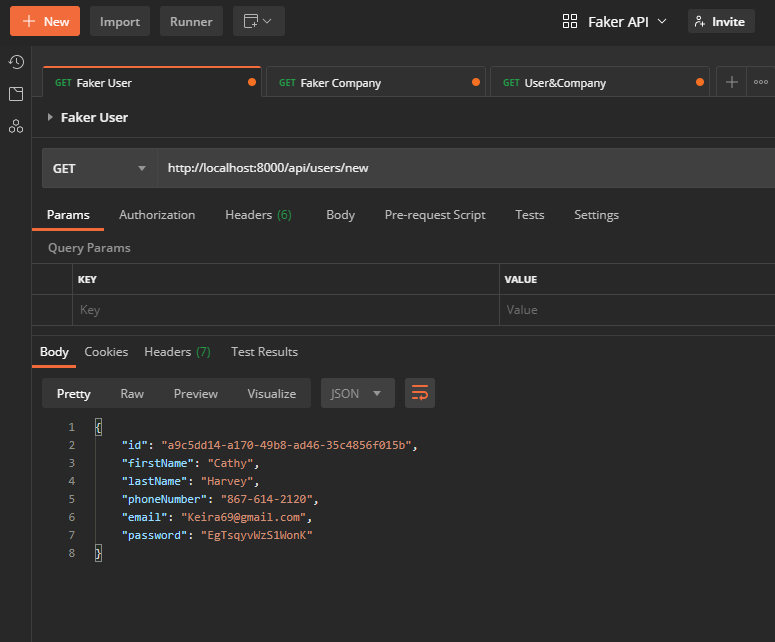 New Import Runner Faker API Invite
GET Faker User GET Faker Company GET User&Company
Faker User
GET http://localhost:8000/api/users/new
Params Authorization Headers (6) Body Pre-request Script Tests Settings
Query Params
KEY VALUE
Key Value
Body Cookies Headers (7) Test Results
Pretty Raw Preview Visualize JSON
1 {
2 "id": "a9c5dd14-a170-49b8-ad46-35c4856f015b",
3 "firstName": "Cathy",
4 "lastName": "Harvey",
5 "phoneNumber": "867-614-2120",
6 "email": "Keira69@gmail.com",
7 "password": "EgTsqyvWzS1WonK"
8 }